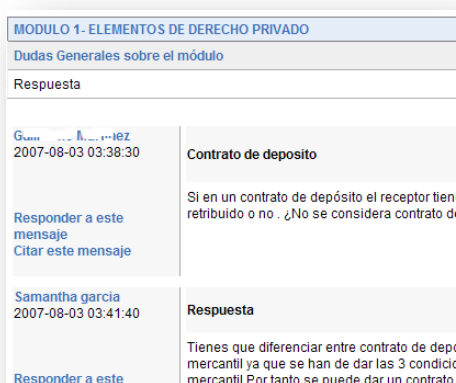 MODULO 1- ELEMENTOS DE DERECHO PRIVADO
Dudas Generales sobre el módulo
Respuesta
2007-08-03 03:38:30
Contrato de deposito
Si en un contrato de depósito el receptor
retribuido o no . ¿No se considera contrato
Responder a este
mensaje
Citar este mensaje
Samantha garcia
2007-08-03 03:41:40
Respuesta
Tienes que diferenciar entre contrato de
mercantil ya que se han de dar las 3
Responder a este
mercantil.Por tanto se puede dar un contrato